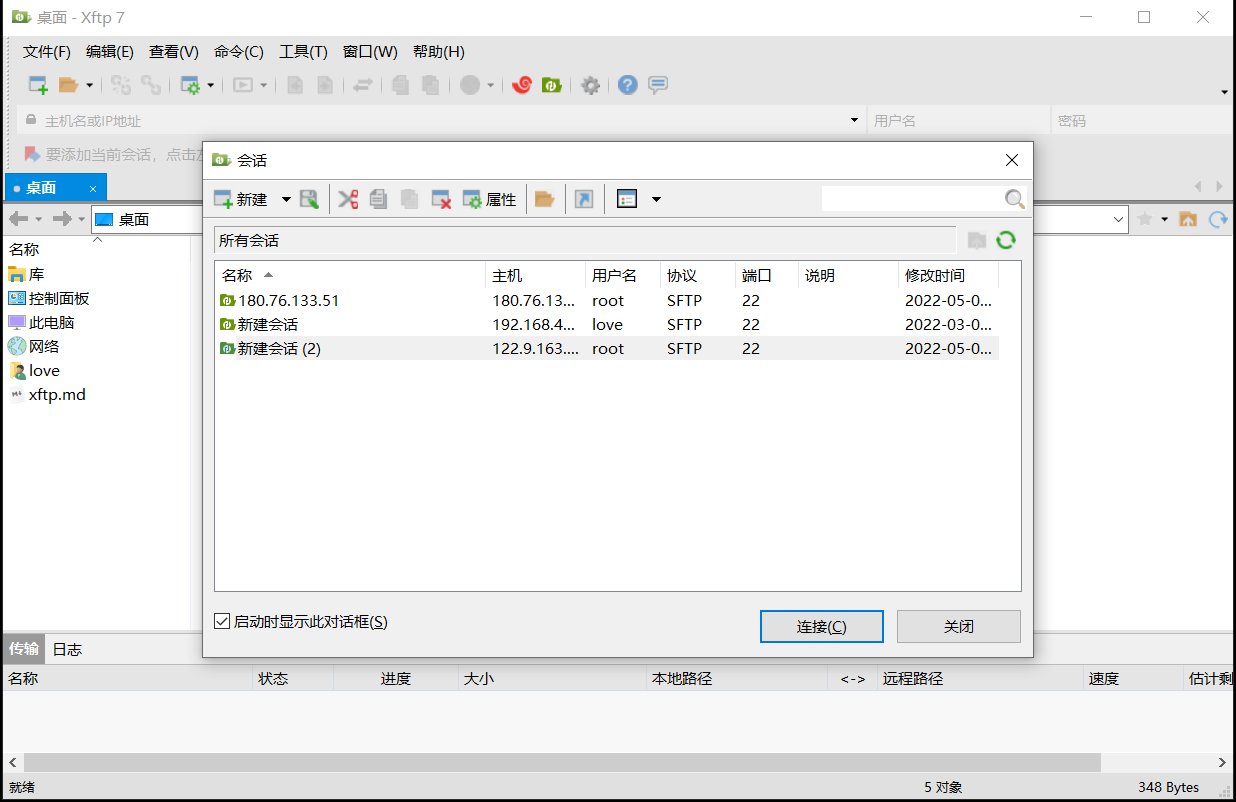 桌面 - Xftp 7
文件(F) 编辑(E) 查看(V) 命令(C) 工具(T) 窗口(W) 帮助(H)
主机名或IP地址 用户名 密码
要添加当前会话，点击左
桌面 ×
桌面
名称
库
控制面板
此电脑
网络
love
xftp.md
会话
新建 属性
所有会话
名称 主机 用户名 协议 端口 说明 修改时间
180.76.133.51 180.76.13... root SFTP 22 2022-05-0...
新建会话 192.168.4... love SFTP 22 2022-03-0...
新建会话 (2) 122.9.163.... root SFTP 22 2022-05-0...
启动时显示此对话框(S)
连接(C) 关闭
传输 日志
名称 状态 进度 大小 本地路径 <-> 远程路径 速度 估计剩
就绪 5 对象 348 Bytes